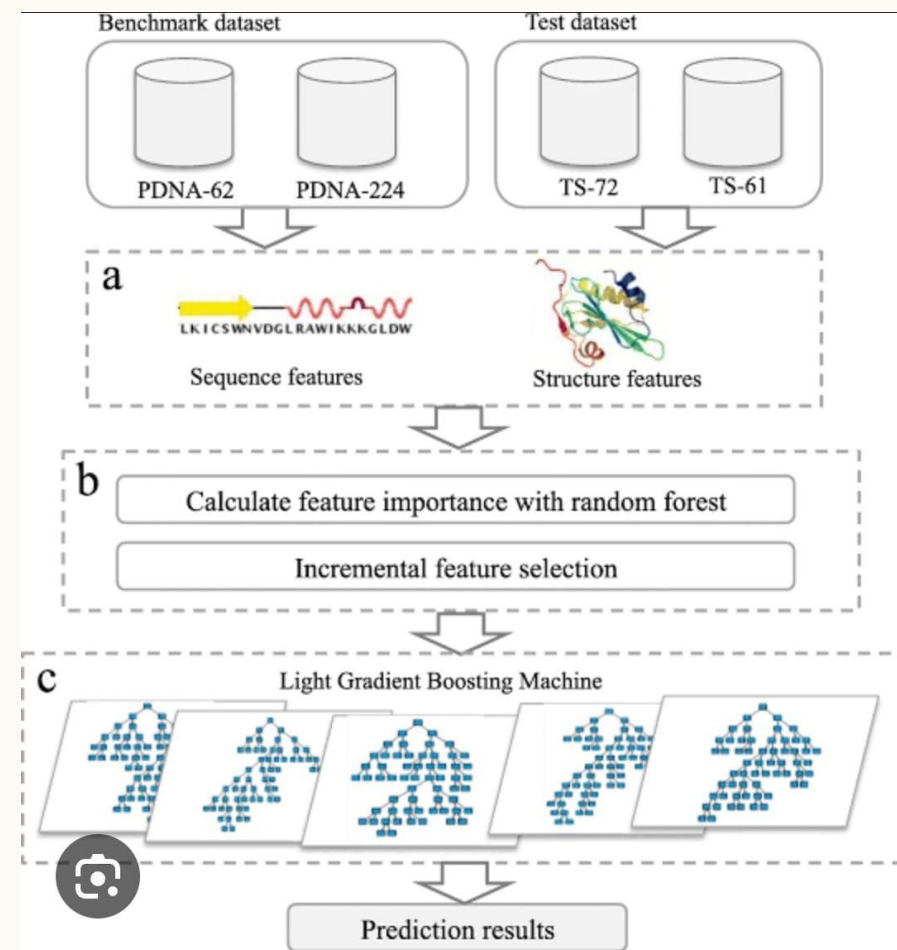 Benchmark dataset
Test dataset
PDNA-62
PDNA-224
TS-72
TS-61
a
LKICSWNVDGLRAWIKKKGLDW
Sequence features
Structure features
b
Calculate feature importance with random forest
Incremental feature selection
c
Light Gradient Boosting Machine
Prediction results